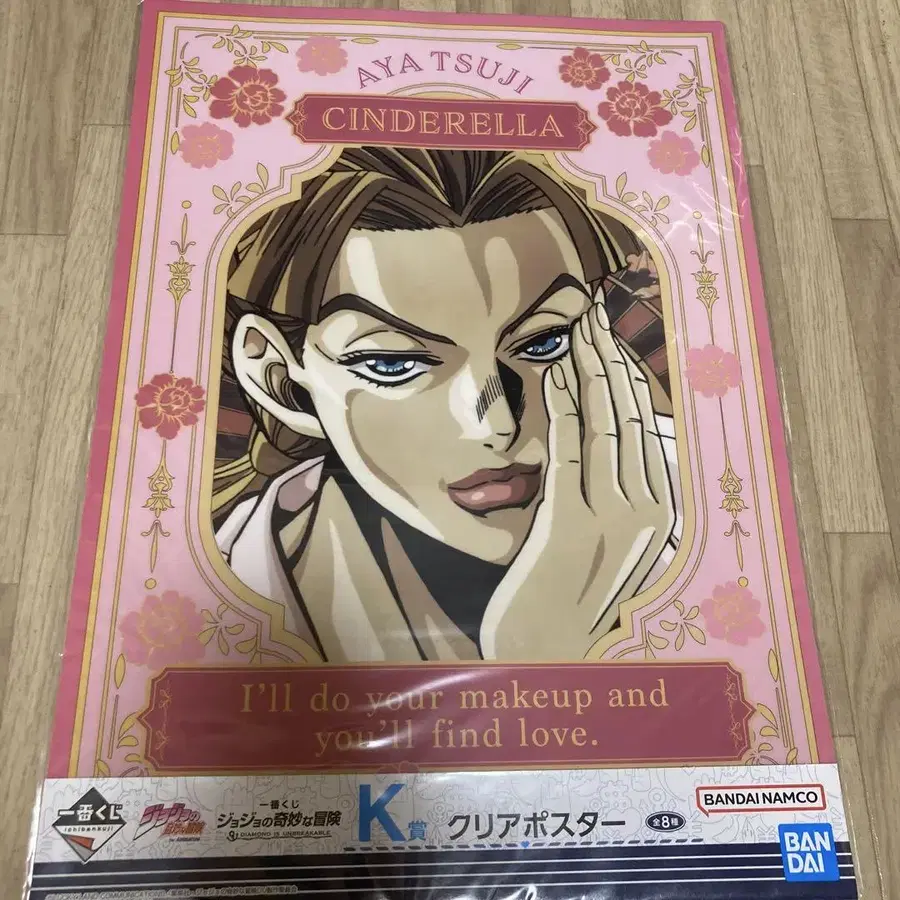 AYA TSUJI
CINDERELLA
I'll do your makeup and
you'll find love.
一番くじ
ichibankuji
ジョジョの
奇妙な冒険
一番くじ
ジョジョの奇妙な冒険
DIAMOND IS UNBREAKABLE
K賞
クリアポスター
全8種
BANDAI NAMCO
BAN
DAI